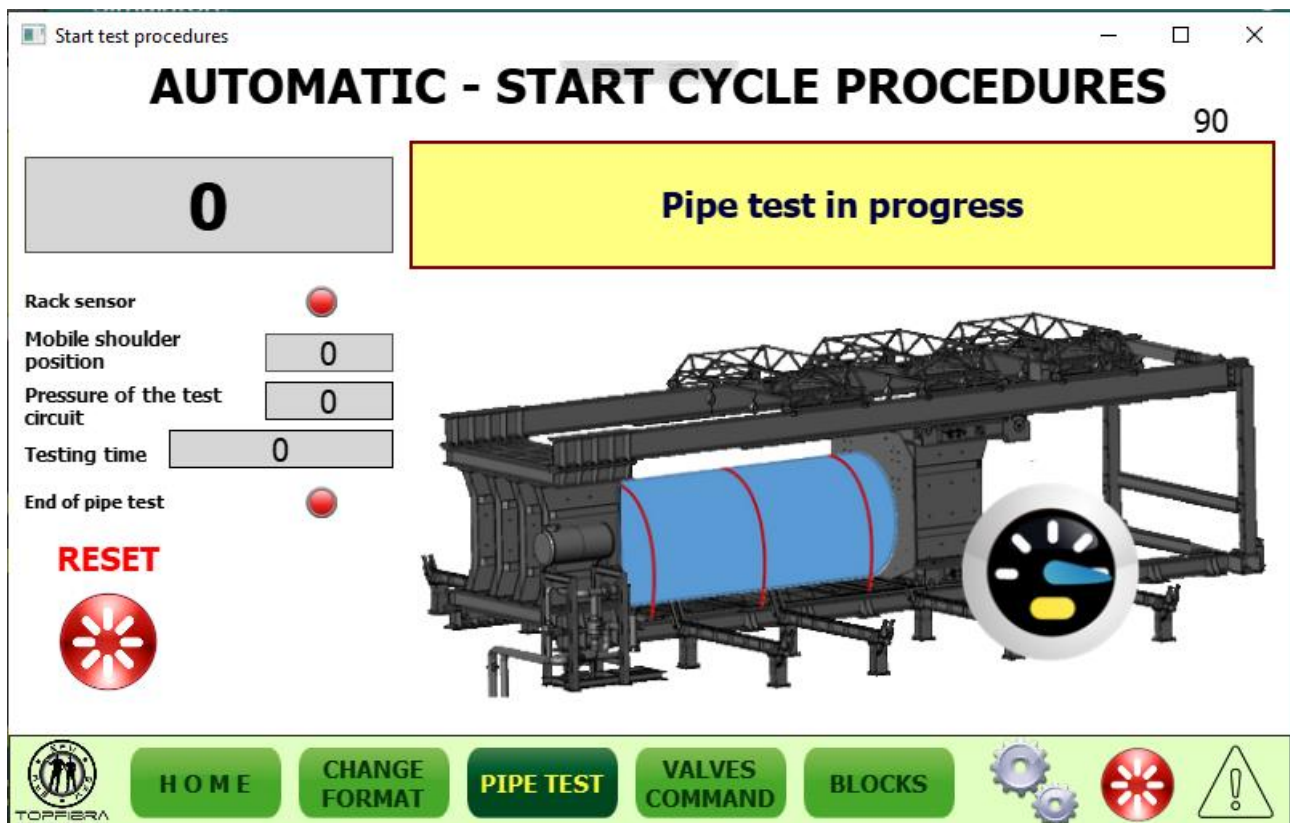 Start test procedures
AUTOMATIC - START CYCLE PROCEDURES
90
0
Pipe test in progress
Rack sensor
Mobile shoulder
position
0
Pressure of the test
circuit
0
Testing time
0
End of pipe test
RESET
HOME
CHANGE
FORMAT
PIPE TEST
VALVES
COMMAND
BLOCKS
TOPFIBRA